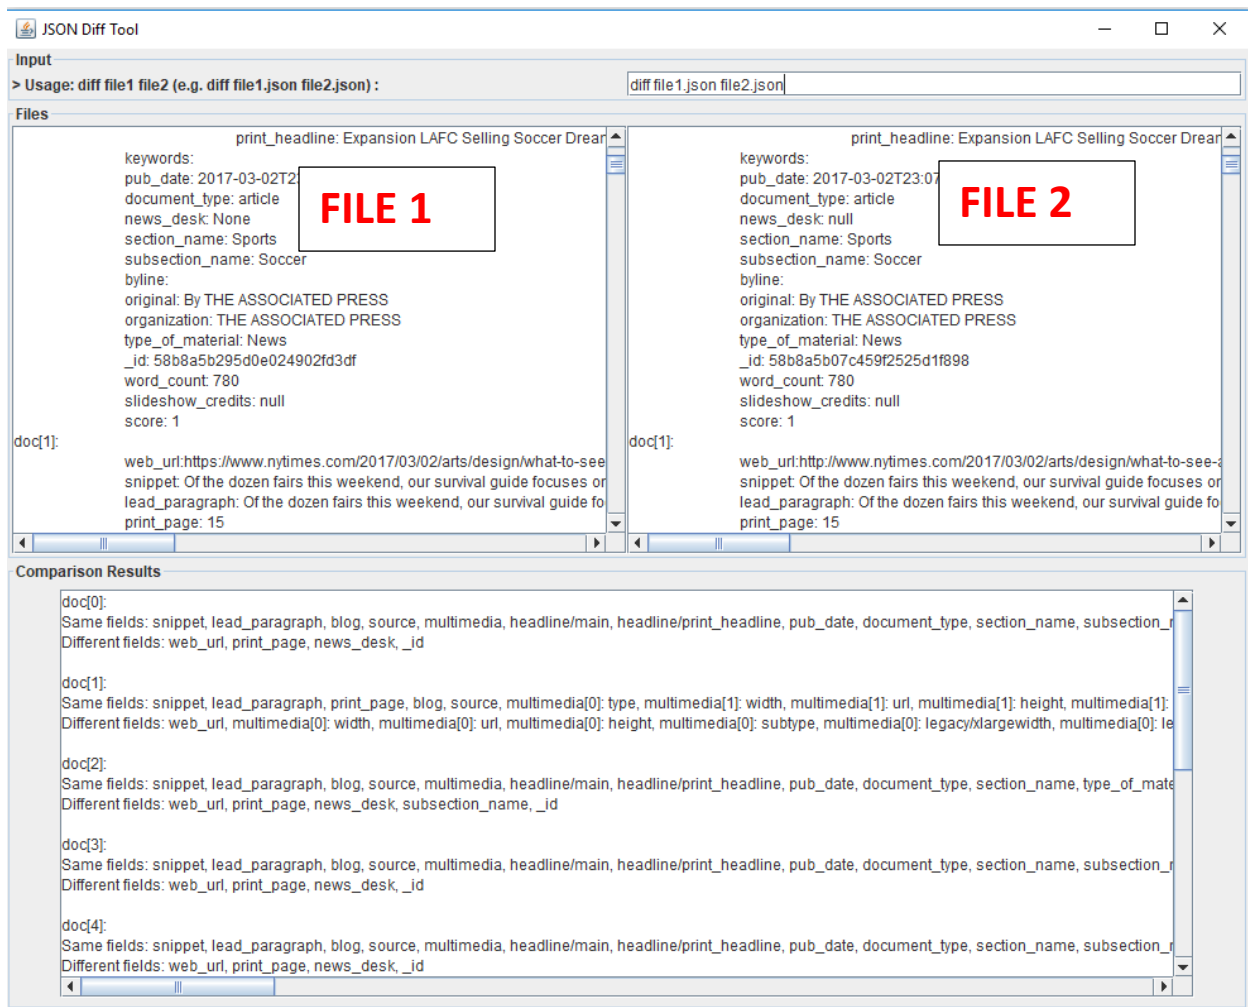 JSON Diff Tool
Input
> Usage: diff file1 file2 (e.g. diff file1.json file2.json) :
diff file1.json file2.json
Files
print_headline: Expansion LAFC Selling Soccer Drear
keywords:
pub_date: 2017-03-02T2
document_type: article
news_desk: None
section_name: Sports
subsection_name: Soccer
byline:
original: By THE ASSOCIATED PRESS
organization: THE ASSOCIATED PRESS
type_of_material: News
_id: 58b8a5b295d0e024902fd3df
word_count: 780
slideshow_credits: null
score: 1
doc[1]:
web_url:https://www.nytimes.com/2017/03/02/arts/design/what-to-see
snippet: Of the dozen fairs this weekend, our survival guide focuses or
lead_paragraph: Of the dozen fairs this weekend, our survival guide fo
print_page: 15
FILE 1
print_headline: Expansion LAFC Selling Soccer Drear
keywords:
pub_date: 2017-03-02T23:07
document_type: article
news_desk: null
section_name: Sports
subsection_name: Soccer
byline:
original: By THE ASSOCIATED PRESS
organization: THE ASSOCIATED PRESS
type_of_material: News
_id: 58b8a5b07c459f2525d1f898
word_count: 780
slideshow_credits: null
score: 1
doc[1]:
web_url:http://www.nytimes.com/2017/03/02/arts/design/what-to-see-a
snippet: Of the dozen fairs this weekend, our survival guide focuses or
lead_paragraph: Of the dozen fairs this weekend, our survival guide fo
print_page: 15
FILE 2
Comparison Results
doc[0]:
Same fields: snippet, lead_paragraph, blog, source, multimedia, headline/main, headline/print_headline, pub_date, document_type, section_name, subsection_r
Different fields: web_url, print_page, news_desk, _id
doc[1]:
Same fields: snippet, lead_paragraph, print_page, blog, source, multimedia[0]: type, multimedia[1]: width, multimedia[1]: url, multimedia[1]: height, multimedia[1]:
Different fields: web_url, multimedia[0]: width, multimedia[0]: url, multimedia[0]: height, multimedia[0]: subtype, multimedia[0]: legacy/xlargewidth, multimedia[0]: le
doc[2]:
Same fields: snippet, lead_paragraph, blog, source, multimedia, headline/main, headline/print_headline, pub_date, document_type, section_name, type_of_mate
Different fields: web_url, print_page, news_desk, subsection_name, _id
doc[3]:
Same fields: snippet, lead_paragraph, blog, source, multimedia, headline/main, headline/print_headline, pub_date, document_type, section_name, subsection_r
Different fields: web_url, print_page, news_desk, _id
doc[4]:
Same fields: snippet, lead_paragraph, blog, source, multimedia, headline/main, headline/print_headline, pub_date, document_type, section_name, subsection_r
Different fields: web_url, print_page, news_desk, _id